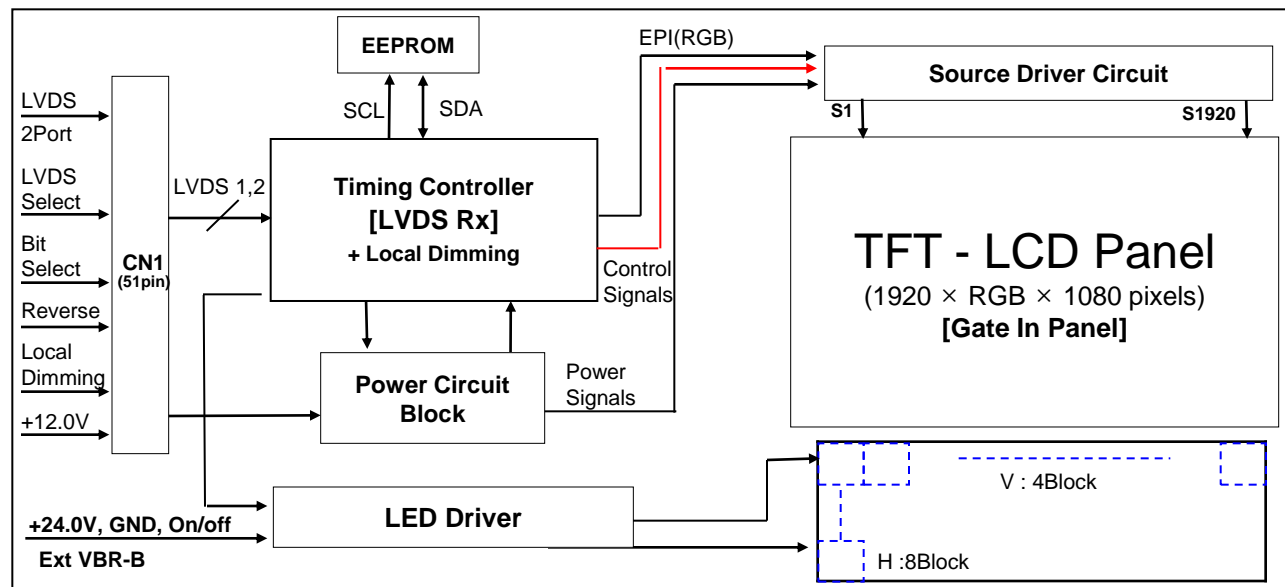 EEPROM
EPI(RGB)
Source Driver Circuit
S1
S1920
SCL
SDA
LVDS
2Port
LVDS
Select
Bit
Select
Reverse
Local
Dimming
+12.0V
CN1
(51pin)
LVDS 1,2
Timing Controller
[LVDS Rx]
+ Local Dimming
Control
Signals
TFT - LCD Panel
(1920 × RGB × 1080 pixels)
[Gate In Panel]
Power Circuit
Block
Power
Signals
+24.0V, GND, On/off
Ext VBR-B
LED Driver
V : 4Block
H :8Block